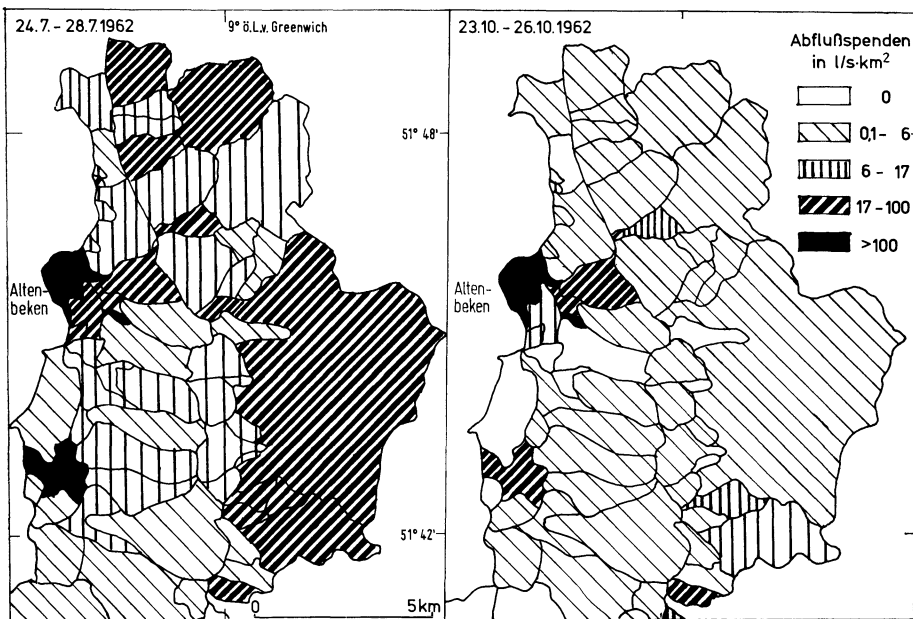 24.7. – 28.7.1962
9° ö.L.v. Greenwich
51° 48'
Alten-
beken
51° 42'
0 5km
23.10. – 26.10.1962
Abflußspenden
in l/s·km²
0
0,1 – 6
6 – 17
17 – 100
>100
Alten-
beken